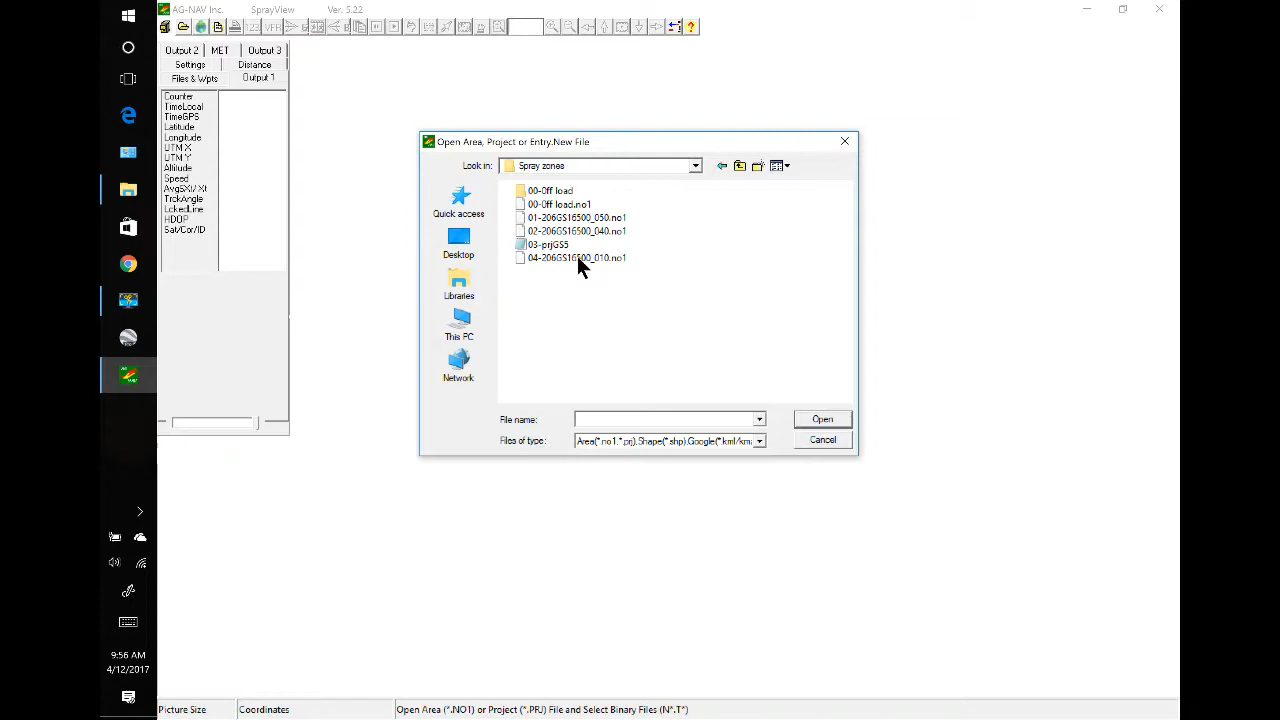 AG-NAV Inc. SprayView Ver. 5.22
123 VFR
Output 2 MET Output 3
Settings Distance
Files & Wpts Output 1
Counter
TimeLocal
TimeGPS
Latitude
Longitude
UTM X
UTM Y
Altitude
Speed
AvgSXl/ Xt
TrckAngle
LckedLine
HDOP
Sat/Cor/ID
Open Area, Project or Entry.New File
Look in: Spray zones
Quick access
Desktop
Libraries
This PC
Network
00-Off load
00-Off load.no1
01-206GS16500_050.no1
02-206GS16500_040.no1
03-prjGS5
04-206GS16500_010.no1
File name:
Open
Files of type: Area(*.no1,*.prj),Shape(*.shp),Google(*.kml/km
Cancel
9:56 AM
4/12/2017
Picture Size Coordinates Open Area (*.NO1) or Project (*.PRJ) File and Select Binary Files (N*.T*)